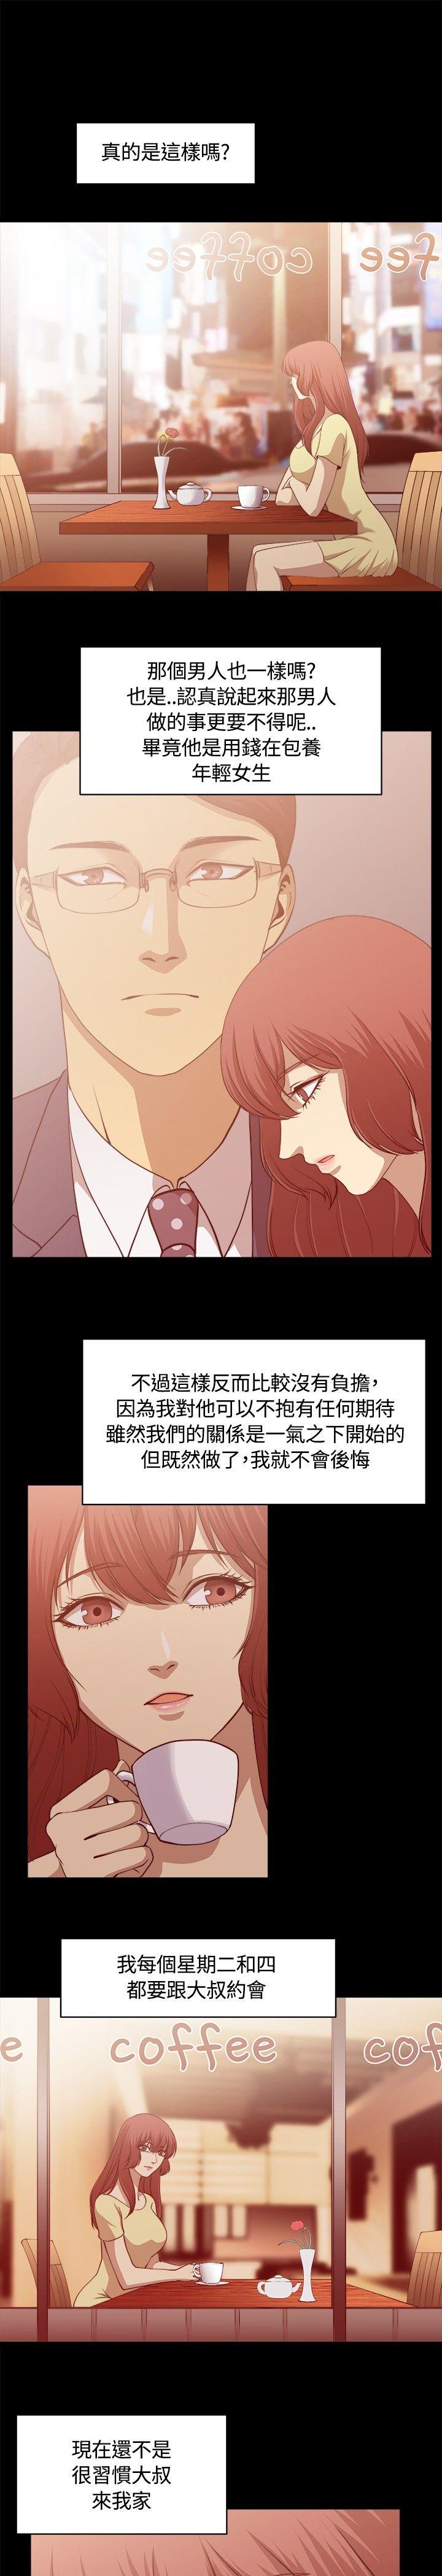 真的是這樣嗎?
coffee
coffee
那個男人也一樣嗎?
也是..認真說起來那男人
做的事更要不得呢..
畢竟他是用錢在包養
年輕女生
不過這樣反而比較沒有負擔,
因為我對他可以不抱有任何期待
雖然我們的關係是一氣之下開始的
但既然做了,我就不會後悔
我每個星期二和四
都要跟大叔約會
e
coffee
cof
現在還不是
很習慣大叔
來我家